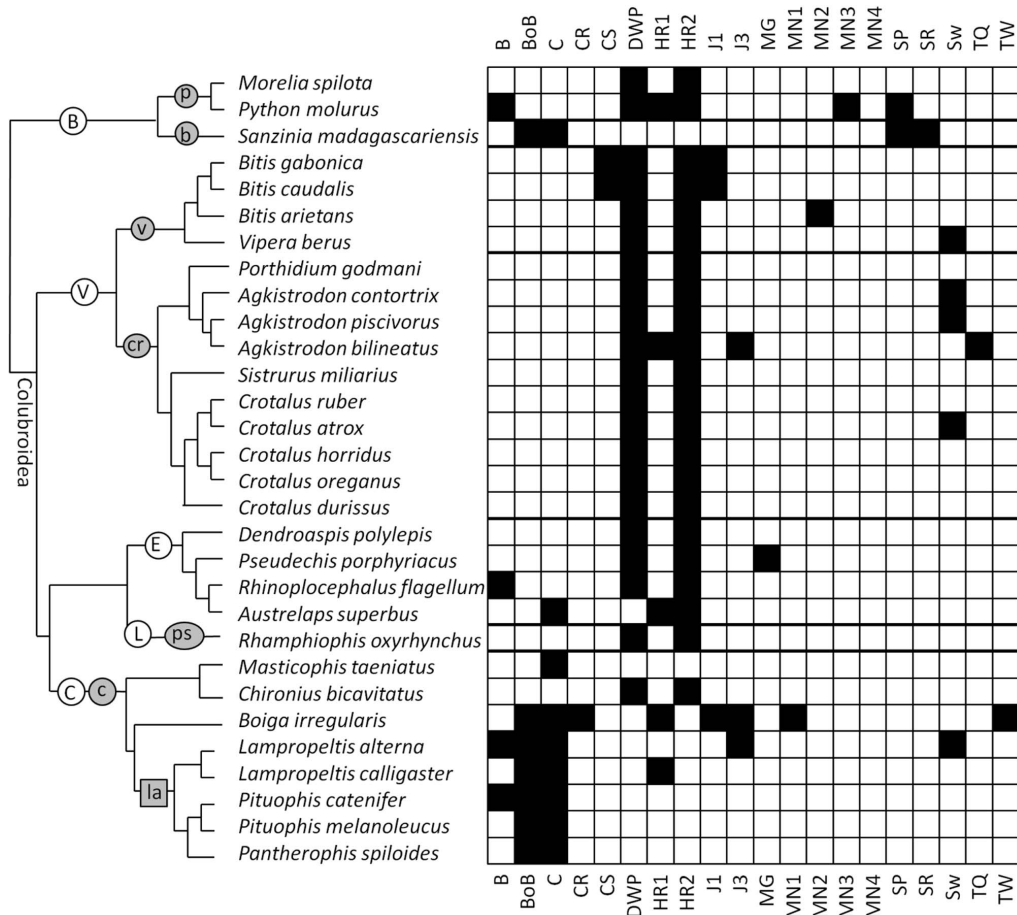 B BoB C CR CS DWP HR1 HR2 J1 J3 MG MN1 MN2 MN3 MN4 SP SR Sw TQ TW
Morelia spilota
p
Python molurus
B
b
Sanzinia madagascariensis
Bitis gabonica
Bitis caudalis
Bitis arietans
v
Vipera berus
Porthidium godmani
V
Agkistrodon contortrix
Agkistrodon piscivorus
cr
Agkistrodon bilineatus
Sistrurus miliarius
Colubroidea
Crotalus ruber
Crotalus atrox
Crotalus horridus
Crotalus oreganus
Crotalus durissus
Dendroaspis polylepis
E
Pseudechis porphyriacus
Rhinoplocephalus flagellum
Austrelaps superbus
L
ps
Rhamphiophis oxyrhynchus
Masticophis taeniatus
C
c
Chironius bicavitatus
Boiga irregularis
Lampropeltis alterna
Lampropeltis calligaster
la
Pituophis catenifer
Pituophis melanoleucus
Pantherophis spiloides
B BoB C CR CS DWP HR1 HR2 J1 J3 MG MN1 MN2 MN3 MN4 SP SR Sw TQ TW